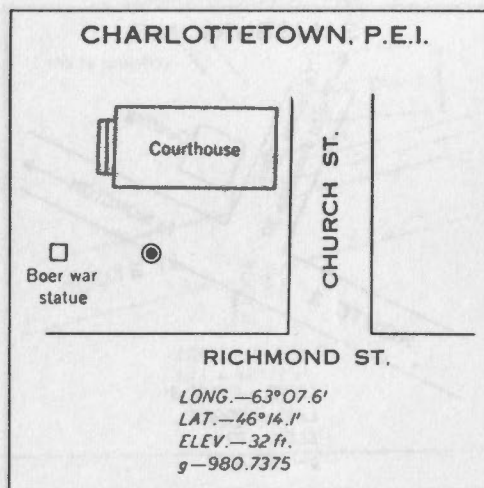 CHARLOTTETOWN, P.E.I.
Courthouse
CHURCH ST.
Boer war
statue
RICHMOND ST.
LONG.—63°07.6'
LAT.—46°14.1'
ELEV.—32 ft.
g—980.7375